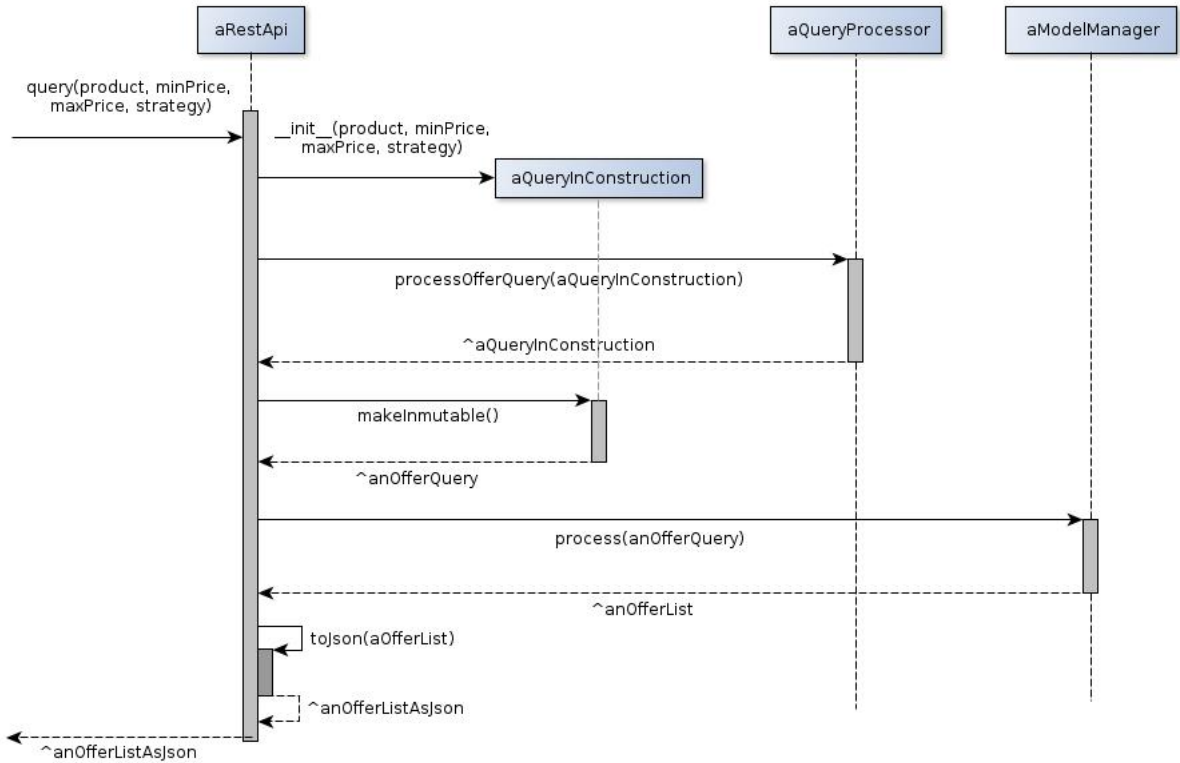 aRestApi
aQueryProcessor
aModelManager
query(product, minPrice,
maxPrice, strategy)
__init__(product, minPrice,
maxPrice, strategy)
aQueryInConstruction
processOfferQuery(aQueryInConstruction)
^aQueryInConstruction
makeInmutable()
^anOfferQuery
process(anOfferQuery)
^anOfferList
toJson(aOfferList)
^anOfferListAsJson
^anOfferListAsJson